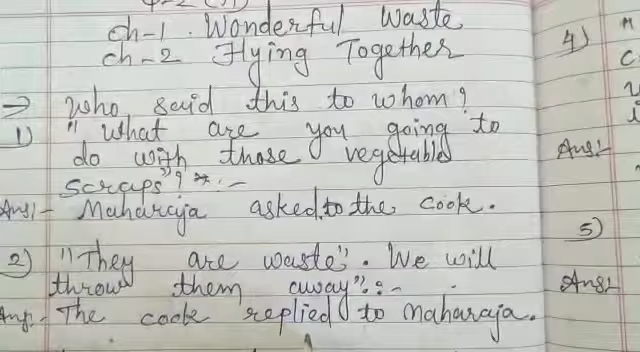 ch-1. Wonderful Waste
ch-2 Flying Together
→ Who said this to whom?
1) "What are you going to
do with those vegetable
scraps"? :-
Ans:- Maharaja asked to the cook.
2) "They are waste". We will
throw them away":-
Ans:- The cook replied to Maharaja.
4)
Ans:-
5)
Ans:-